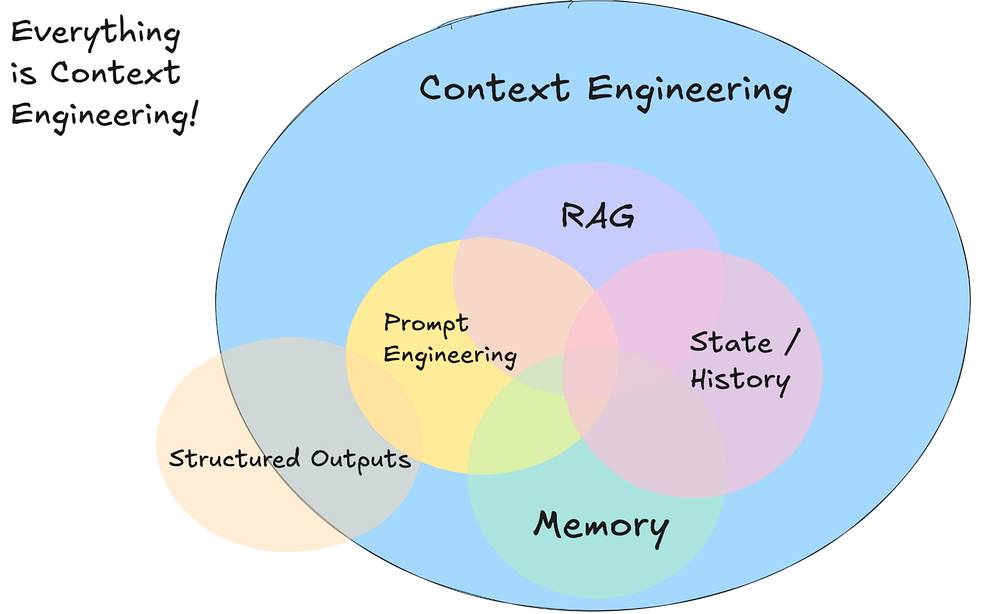 Everything
is Context
Engineering!
Context Engineering
RAG
Prompt
Engineering
State /
History
Structured Outputs
Memory